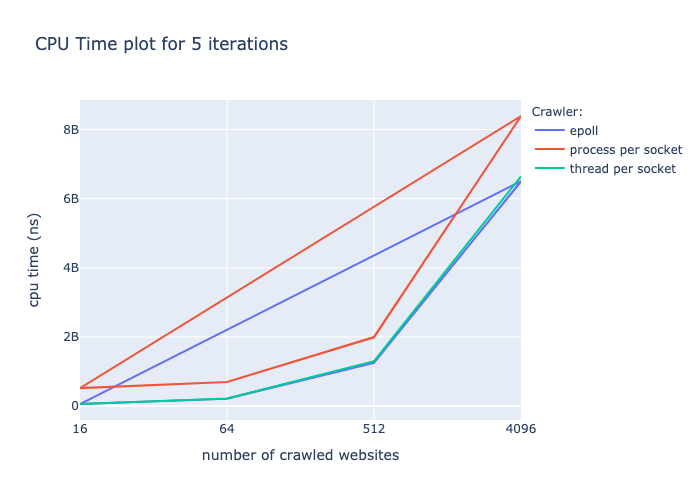 CPU Time plot for 5 iterations
Crawler:
epoll
process per socket
thread per socket
8B
6B
4B
2B
0
cpu time (ns)
16 64 512 4096
number of crawled websites